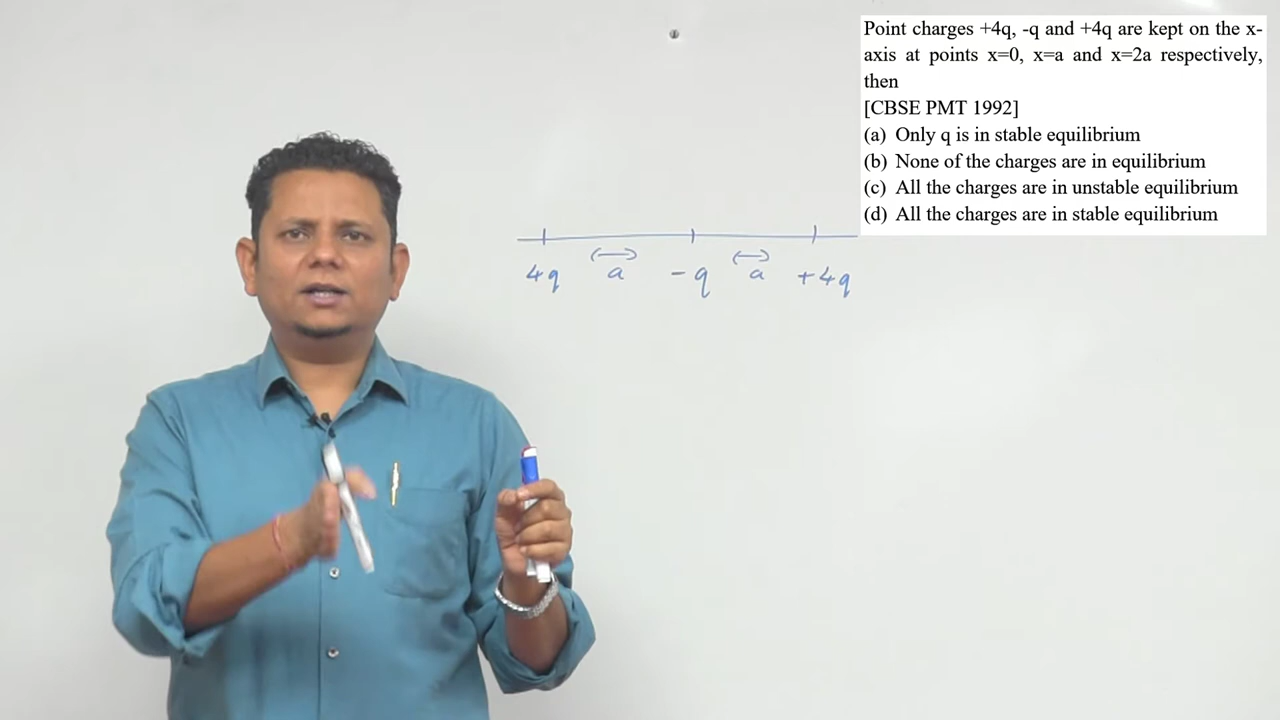 Point charges +4q, -q and +4q are kept on the x-
axis at points x=0, x=a and x=2a respectively,
then
[CBSE PMT 1992]
(a) Only q is in stable equilibrium
(b) None of the charges are in equilibrium
(c) All the charges are in unstable equilibrium
(d) All the charges are in stable equilibrium
4q a -q a +4q